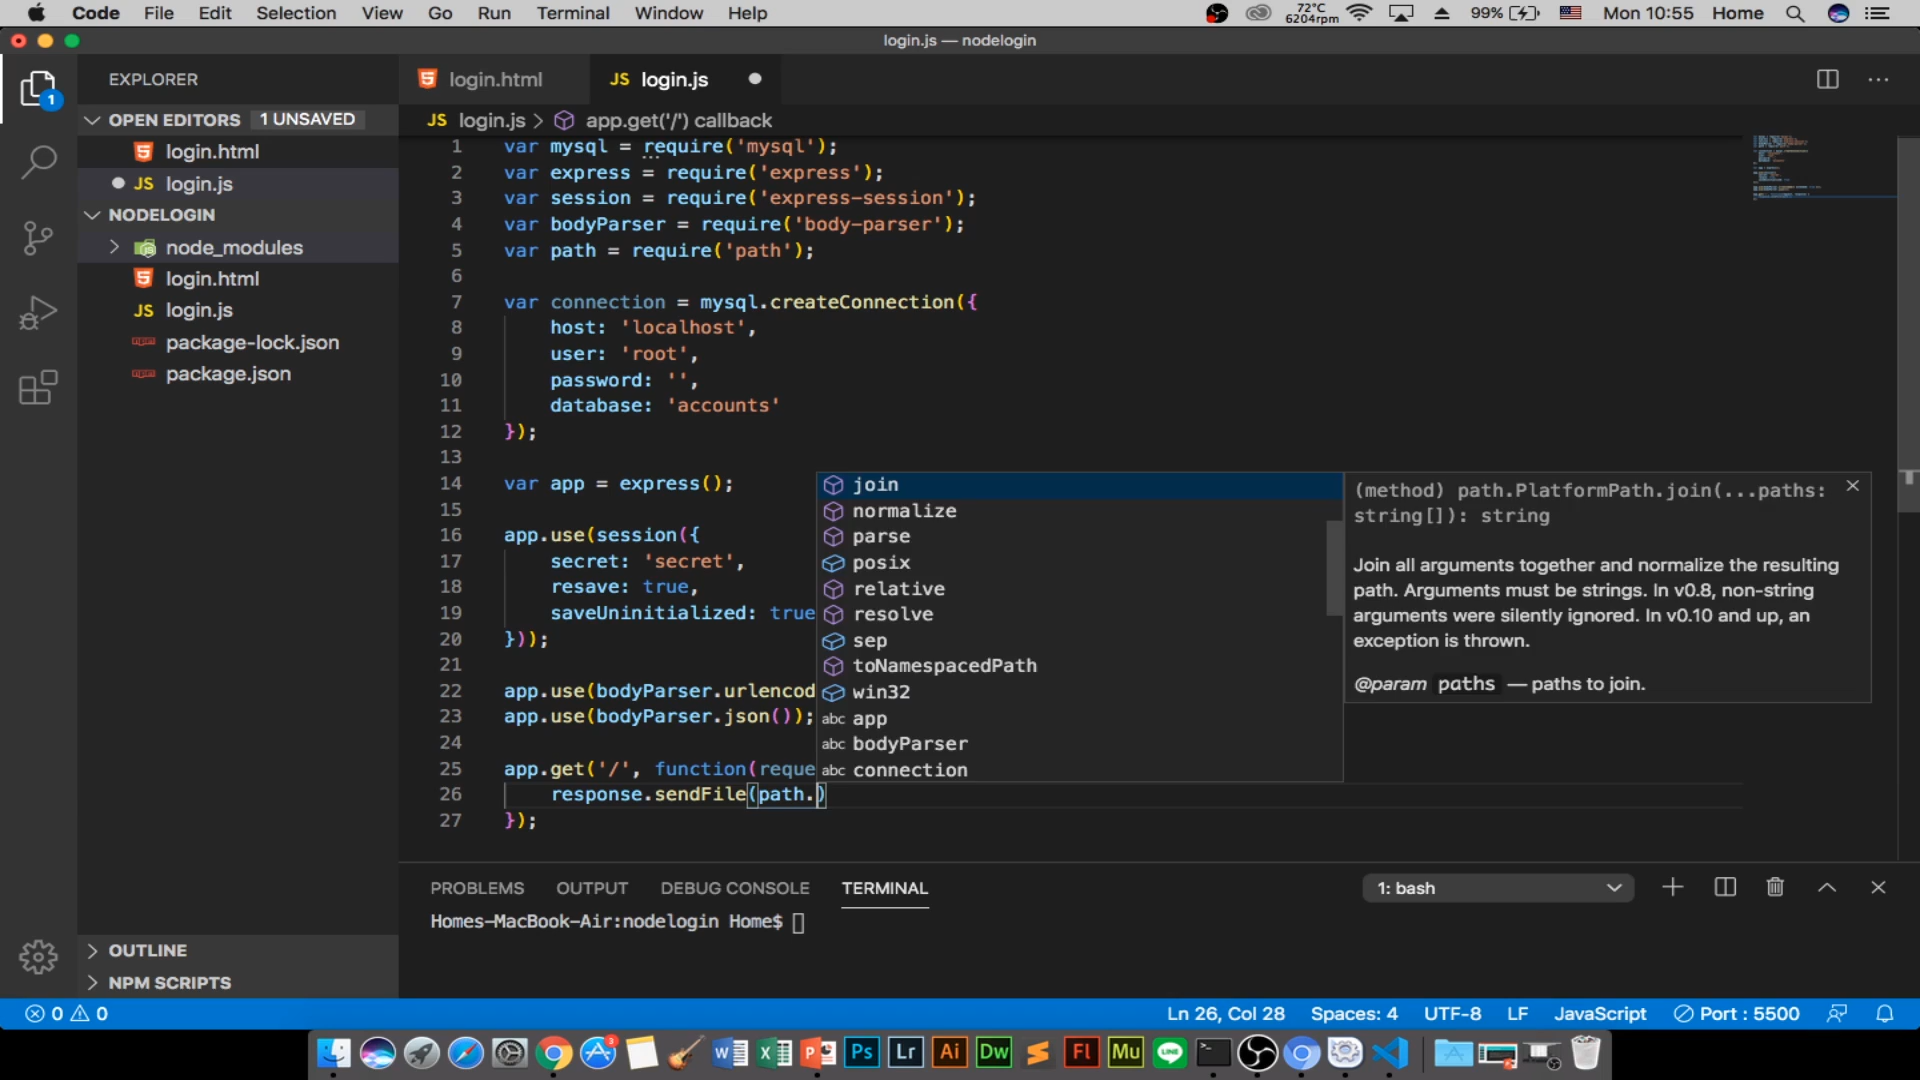 Code File Edit Selection View Go Run Terminal Window Help 72°C 6204rpm 99% Mon 10:55 Home
login.js — nodelogin
EXPLORER
OPEN EDITORS 1 UNSAVED
login.html
JS login.js
NODELOGIN
node_modules
login.html
JS login.js
package-lock.json
package.json
OUTLINE
NPM SCRIPTS
1
login.html JS login.js
JS login.js > app.get('/') callback
1 var mysql = require('mysql');
2 var express = require('express');
3 var session = require('express-session');
4 var bodyParser = require('body-parser');
5 var path = require('path');
6
7 var connection = mysql.createConnection({
8 host: 'localhost',
9 user: 'root',
10 password: '',
11 database: 'accounts'
12 });
13
14 var app = express();
15
16 app.use(session({
17 secret: 'secret',
18 resave: true,
19 saveUninitialized: true
20 }));
21
22 app.use(bodyParser.urlencod
23 app.use(bodyParser.json());
24
25 app.get('/', function(reque
26 response.sendFile(path.)
27 });
join
normalize
parse
posix
relative
resolve
sep
toNamespacedPath
win32
abc app
abc bodyParser
abc connection
(method) path.PlatformPath.join(...paths:
string[]): string
Join all arguments together and normalize the resulting
path. Arguments must be strings. In v0.8, non-string
arguments were silently ignored. In v0.10 and up, an
exception is thrown.
@param paths — paths to join.
PROBLEMS OUTPUT DEBUG CONSOLE TERMINAL 1: bash
Homes-MacBook-Air:nodelogin Home$
0 0 Ln 26, Col 28 Spaces: 4 UTF-8 LF JavaScript Port : 5500
3 W X P Ps Lr Ai Dw S Fl Mu LINE